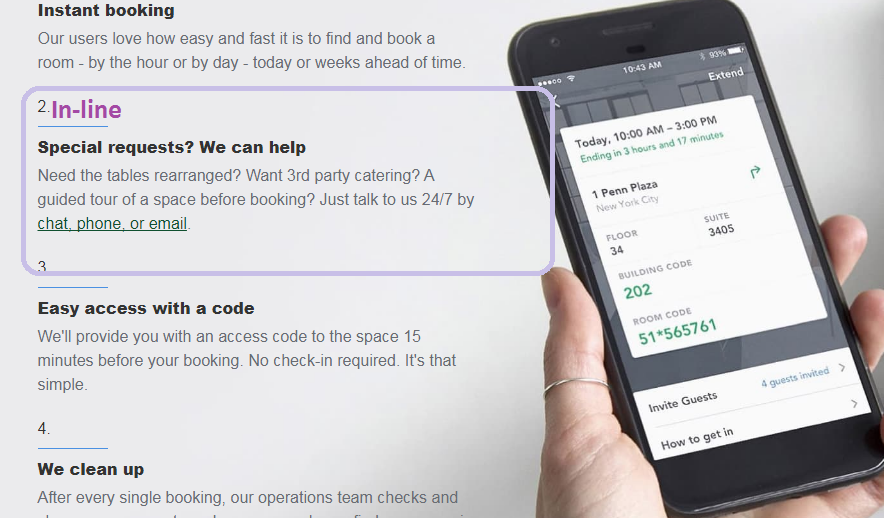 Instant booking
Our users love how easy and fast it is to find and book a
room - by the hour or by day - today or weeks ahead of time.
2. In-line
Special requests? We can help
Need the tables rearranged? Want 3rd party catering? A
guided tour of a space before booking? Just talk to us 24/7 by
chat, phone, or email.
3.
Easy access with a code
We'll provide you with an access code to the space 15
minutes before your booking. No check-in required. It's that
simple.
4.
We clean up
After every single booking, our operations team checks and
10:43 AM
93%
Extend
Today, 10:00 AM – 3:00 PM
Ending in 3 hours and 17 minutes
1 Penn Plaza
New York City
FLOOR SUITE
34 3405
BUILDING CODE
202
ROOM CODE
51*565761
Invite Guests 4 guests invited
How to get in